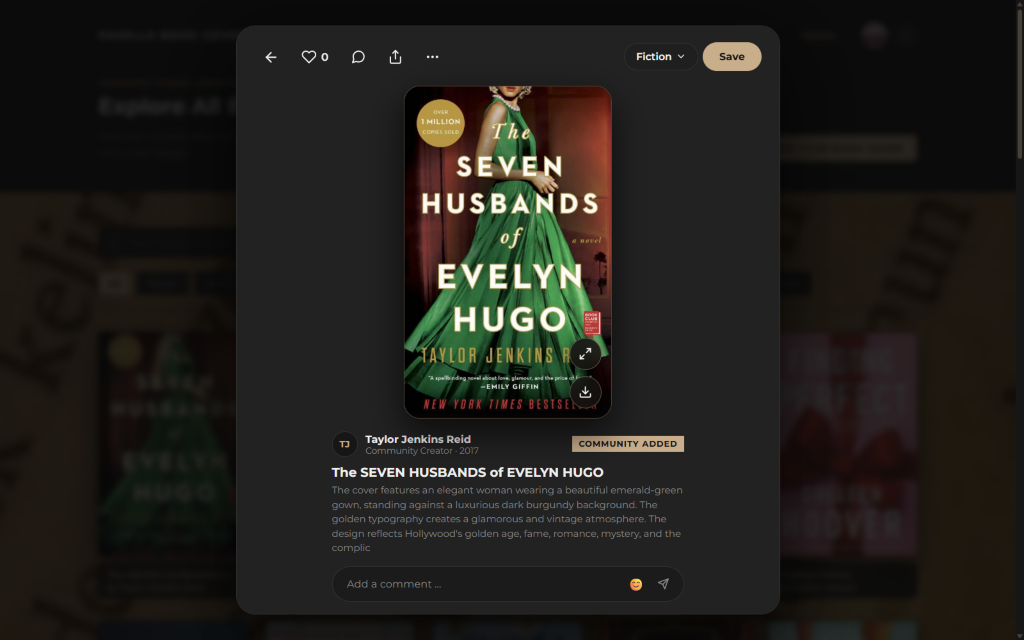 0
Fiction
Save
OVER
1 MILLION
COPIES SOLD
The
SEVEN
HUSBANDS
of
a novel
EVELYN
HUGO
BOOK
CLUB
TAYLOR JENKINS R
"A spellbinding novel about love, glamour, and the price of
—EMILY GIFFIN
NEW YORK TIMES BESTSELLER
TJ
Taylor Jenkins Reid
Community Creator · 2017
COMMUNITY ADDED
The SEVEN HUSBANDS of EVELYN HUGO
The cover features an elegant woman wearing a beautiful emerald-green
gown, standing against a luxurious dark burgundy background. The
golden typography creates a glamorous and vintage atmosphere. The
design reflects Hollywood's golden age, fame, romance, mystery, and the
complic
Add a comment ...
Explore All